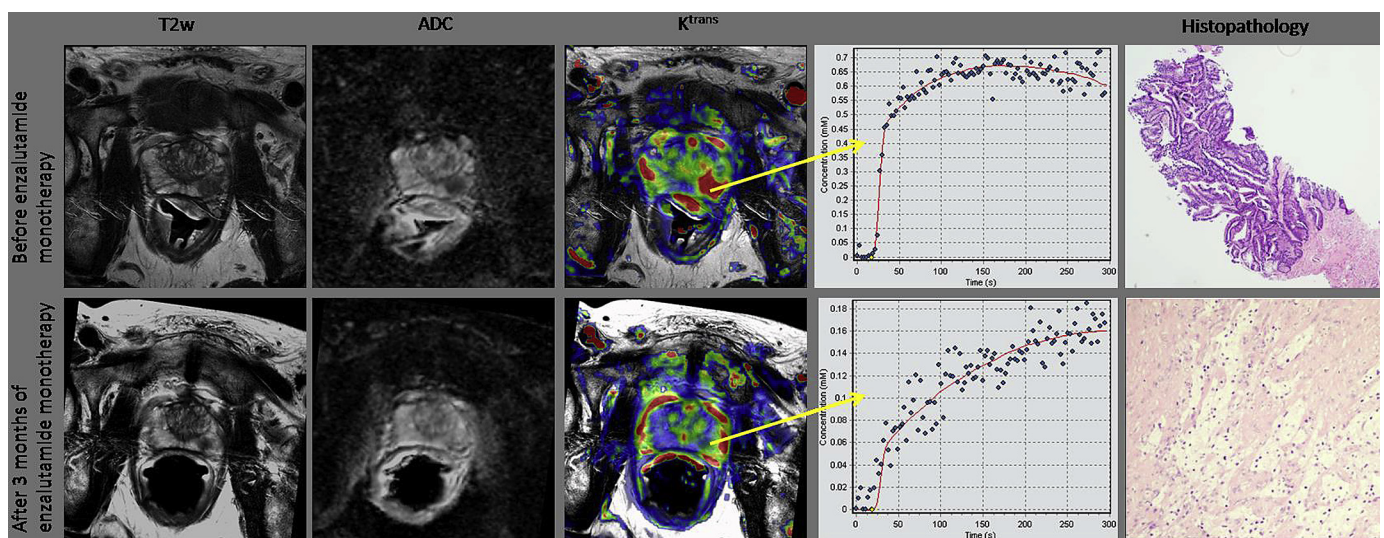 T2w
ADC
Ktrans
Histopathology
Before enzalutamide
monotherapy
0.7
0.65
0.6
0.55
0.5
0.45
0.4
0.35
0.3
0.25
0.2
0.15
0.1
0.05
0
Concentration (mM)
0 50 100 150 200 250 300
Time (s)
After 3 months of
enzalutamide monotherapy
0.18
0.16
0.14
0.12
0.1
0.08
0.06
0.04
0.02
0
Concentration (mM)
0 50 100 150 200 250 300
Time (s)